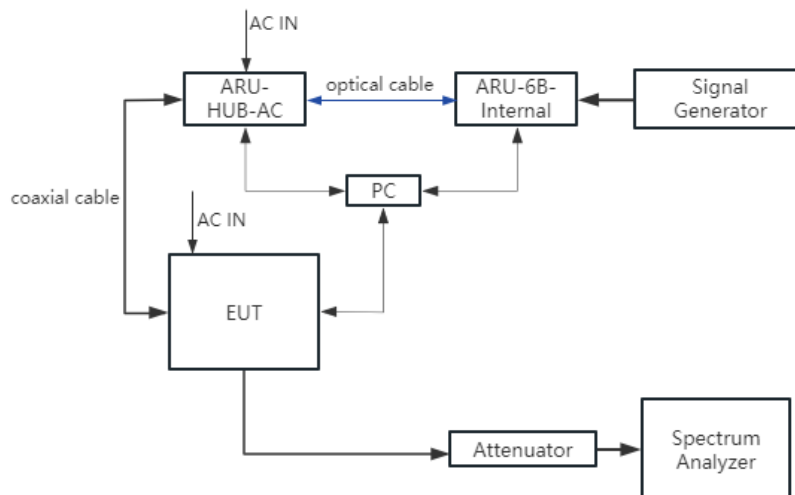 AC IN
ARU-
HUB-AC
optical cable
ARU-6B-
Internal
Signal
Generator
PC
coaxial cable
AC IN
EUT
Attenuator
Spectrum
Analyzer